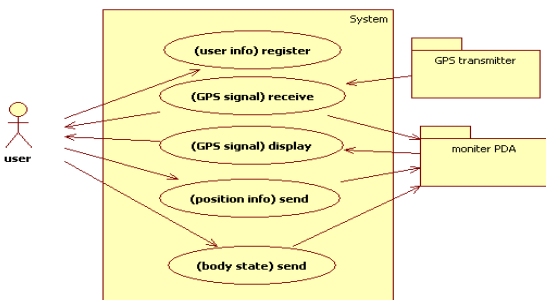 System
(user info) register
GPS transmitter
(GPS signal) receive
(GPS signal) display
moniter PDA
user
(position info) send
(body state) send